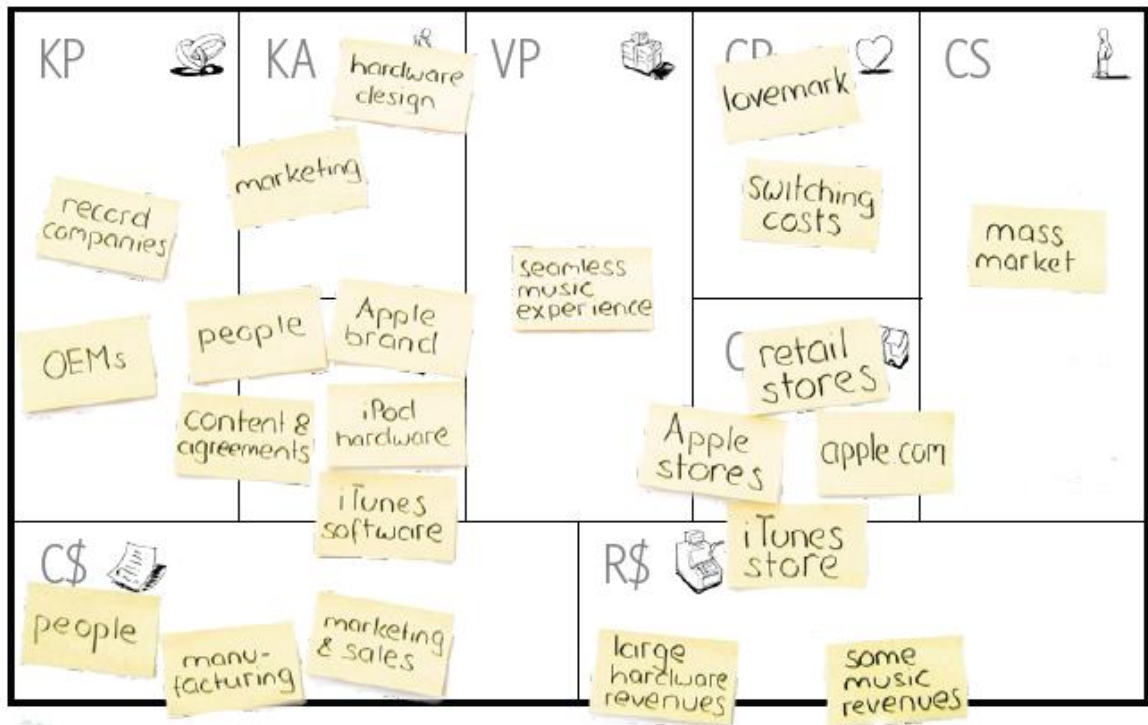 KP
record
companies
OEMs
KA
hardware
design
marketing
people
Apple
brand
content &
agreements
iPod
hardware
iTunes
software
VP
seamless
music
experience
CR
lovemark
switching
costs
C
retail
stores
Apple
stores
apple.com
iTunes
store
CS
mass
market
C$
people
manu-
facturing
marketing
& sales
R$
large
hardware
revenues
some
music
revenues